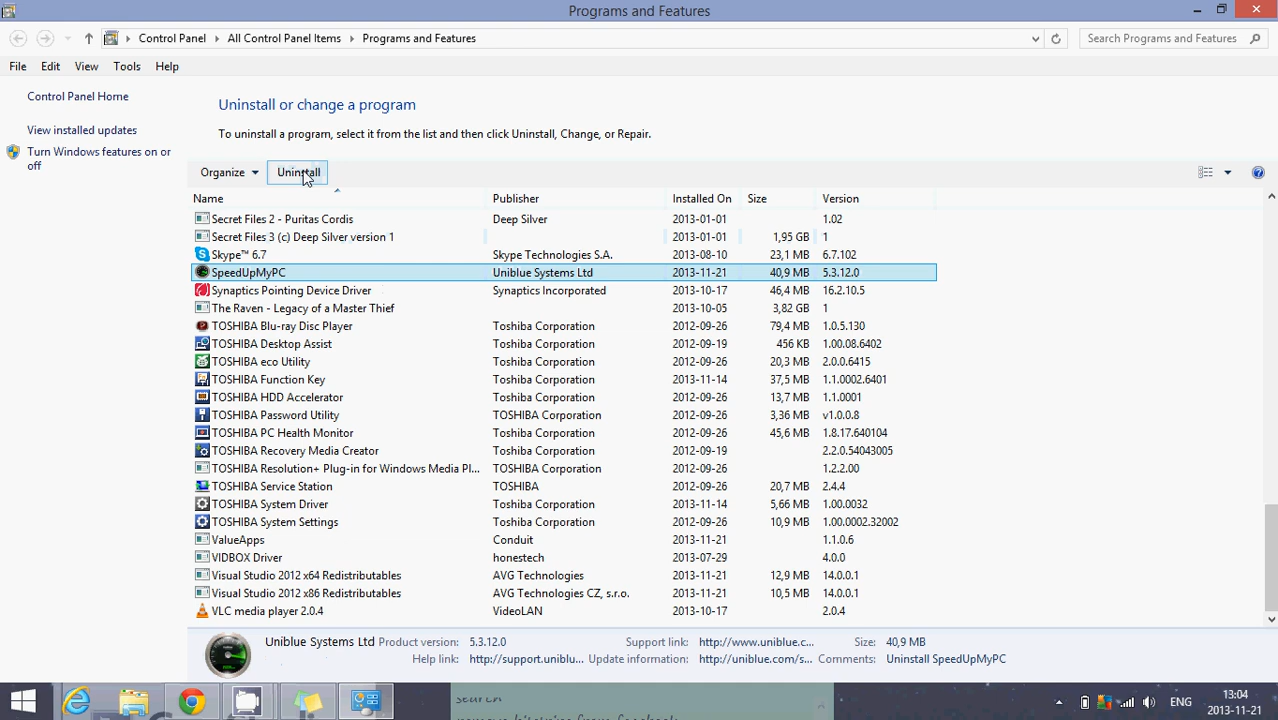 Programs and Features
Control Panel All Control Panel Items Programs and Features Search Programs and Features
File Edit View Tools Help
Control Panel Home
View installed updates
Turn Windows features on or
off
Uninstall or change a program
To uninstall a program, select it from the list and then click Uninstall, Change, or Repair.
Organize Uninstall
Name Publisher Installed On Size Version
Secret Files 2 - Puritas Cordis Deep Silver 2013-01-01 1.02
Secret Files 3 (c) Deep Silver version 1 2013-01-01 1,95 GB 1
Skype™ 6.7 Skype Technologies S.A. 2013-08-10 23,1 MB 6.7.102
SpeedUpMyPC Uniblue Systems Ltd 2013-11-21 40,9 MB 5.3.12.0
Synaptics Pointing Device Driver Synaptics Incorporated 2013-10-17 46,4 MB 16.2.10.5
The Raven - Legacy of a Master Thief 2013-10-05 3,82 GB 1
TOSHIBA Blu-ray Disc Player Toshiba Corporation 2012-09-26 79,4 MB 1.0.5.130
TOSHIBA Desktop Assist Toshiba Corporation 2012-09-19 456 KB 1.00.08.6402
TOSHIBA eco Utility Toshiba Corporation 2012-09-26 20,3 MB 2.0.0.6415
TOSHIBA Function Key Toshiba Corporation 2013-11-14 37,5 MB 1.1.0002.6401
TOSHIBA HDD Accelerator Toshiba Corporation 2012-09-26 13,7 MB 1.1.0001
TOSHIBA Password Utility TOSHIBA Corporation 2012-09-26 3,36 MB v1.0.0.8
TOSHIBA PC Health Monitor Toshiba Corporation 2012-09-26 45,6 MB 1.8.17.640104
TOSHIBA Recovery Media Creator Toshiba Corporation 2012-09-19 2.2.0.54043005
TOSHIBA Resolution+ Plug-in for Windows Media Pl... TOSHIBA Corporation 2012-09-26 1.2.2.00
TOSHIBA Service Station TOSHIBA 2012-09-26 20,7 MB 2.4.4
TOSHIBA System Driver Toshiba Corporation 2013-11-14 5,66 MB 1.00.0032
TOSHIBA System Settings Toshiba Corporation 2012-09-26 10,9 MB 1.00.0002.32002
ValueApps Conduit 2013-11-21 1.1.0.6
VIDBOX Driver honestech 2013-07-29 4.0.0
Visual Studio 2012 x64 Redistributables AVG Technologies 2013-11-21 12,9 MB 14.0.0.1
Visual Studio 2012 x86 Redistributables AVG Technologies CZ, s.r.o. 2013-11-21 10,5 MB 14.0.0.1
VLC media player 2.0.4 VideoLAN 2013-10-17 2.0.4
Uniblue Systems Ltd Product version: 5.3.12.0 Support link: http://www.uniblue.c... Size: 40,9 MB
Help link: http://support.uniblu... Update information: http://uniblue.com/s... Comments: Uninstall SpeedUpMyPC
search
ENG 13:04
2013-11-21